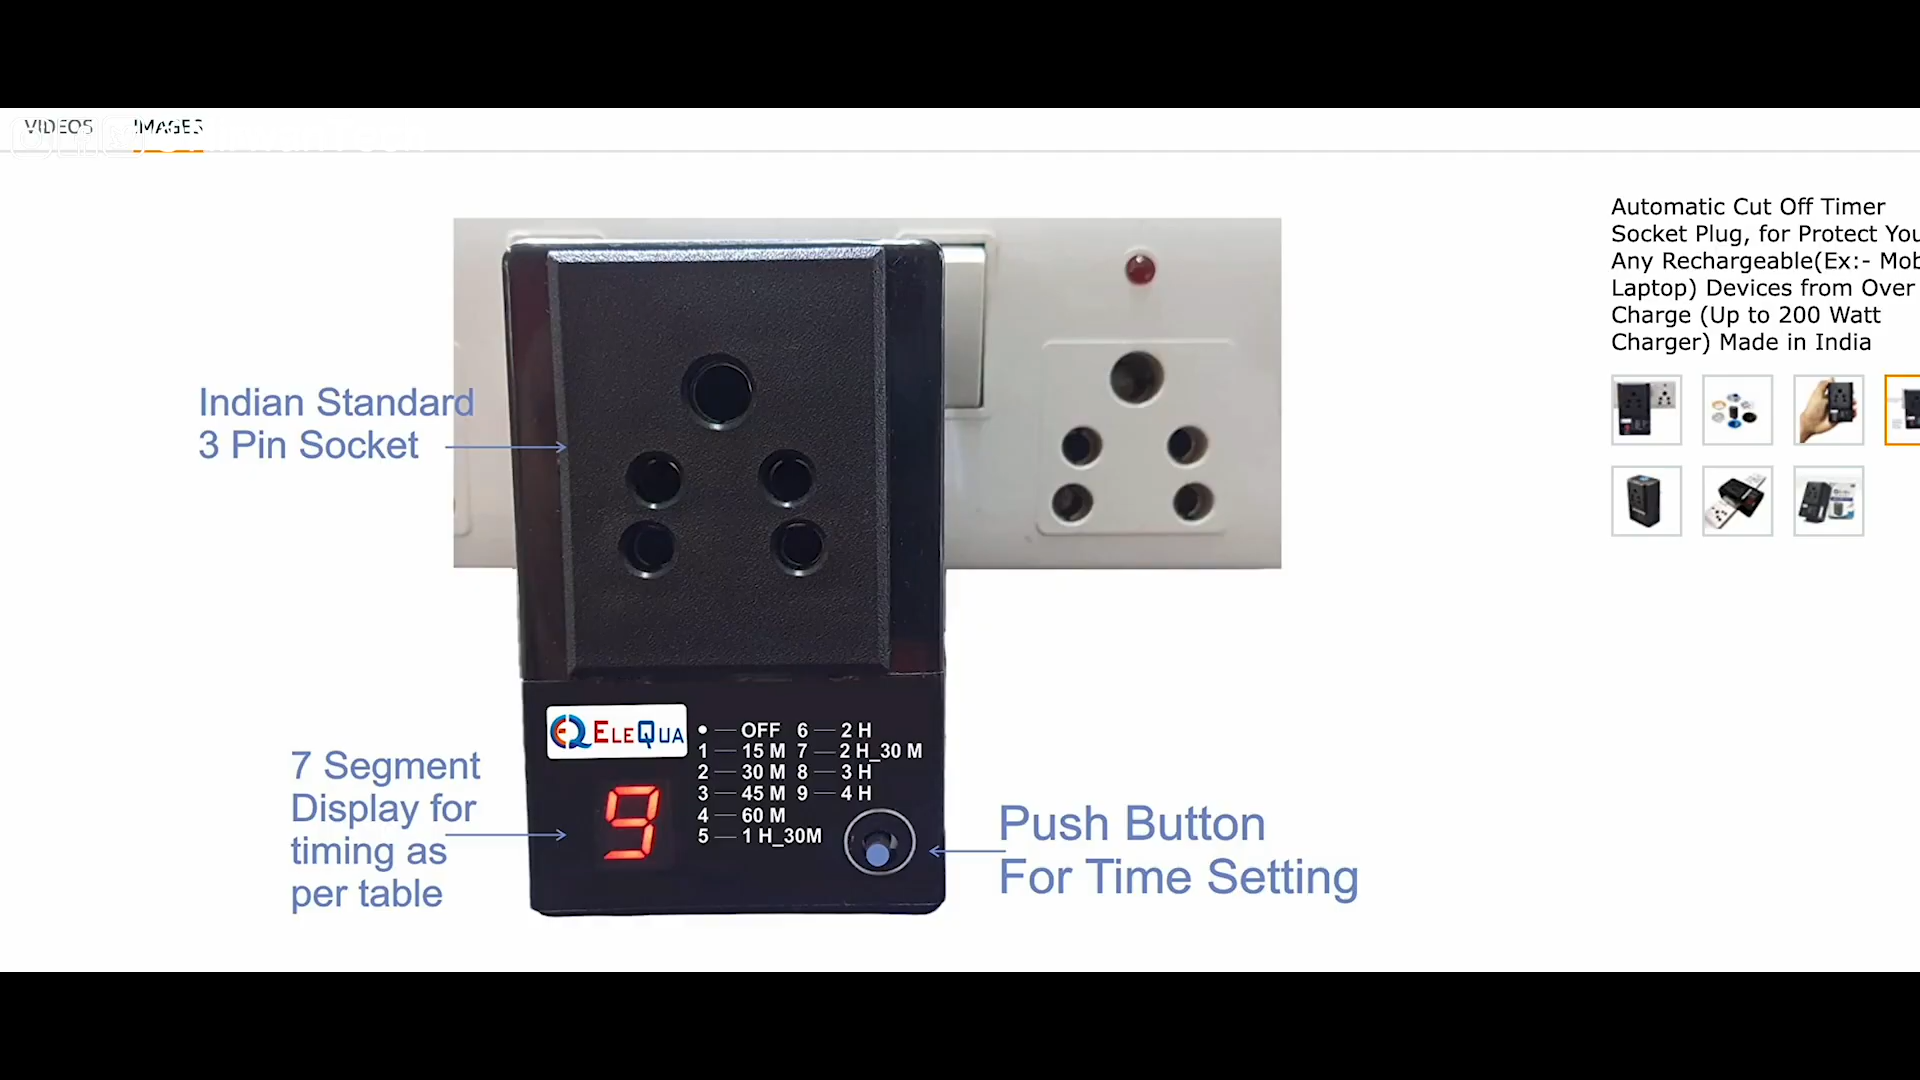 VIDEOS
IMAGES
Automatic Cut Off Timer
Socket Plug, for Protect You
Any Rechargeable(Ex:- Mob
Laptop) Devices from Over
Charge (Up to 200 Watt
Charger) Made in India
Indian Standard
3 Pin Socket
ELEQUA
• — OFF 6 — 2 H
1 — 15 M 7 — 2 H_30 M
2 — 30 M 8 — 3 H
3 — 45 M 9 — 4 H
4 — 60 M
5 — 1 H_30M
9
7 Segment
Display for
timing as
per table
Push Button
For Time Setting